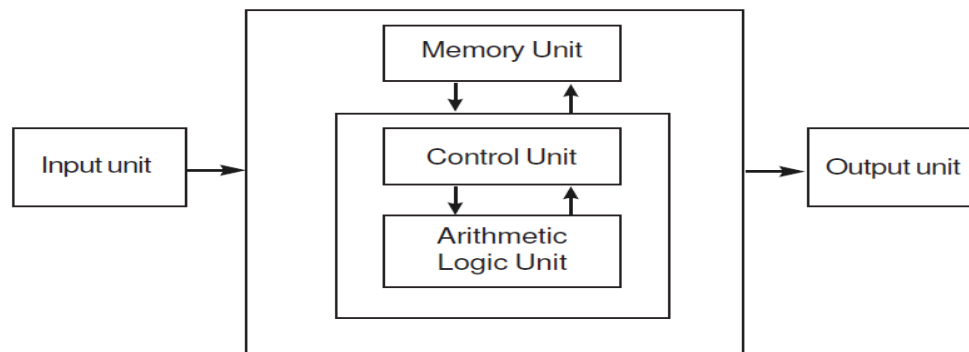 Memory Unit
Input unit
Control Unit
Output unit
Arithmetic
Logic Unit